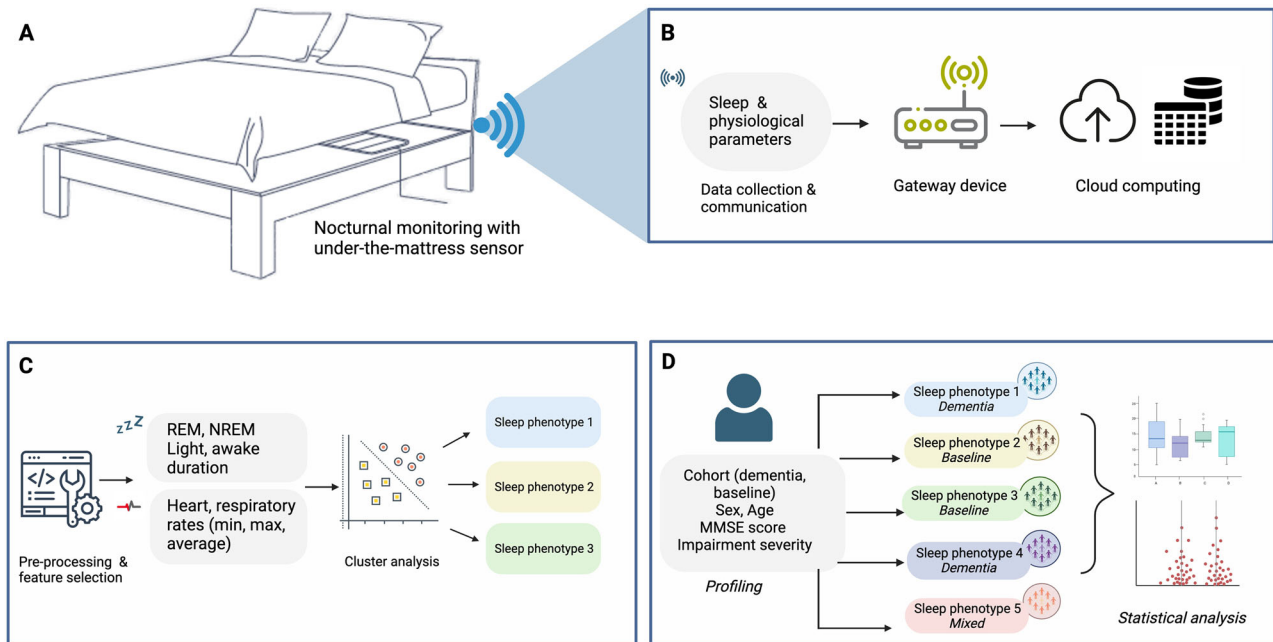 A
Nocturnal monitoring with
under-the-mattress sensor
B
Sleep & 
physiological
parameters
Data collection &
communication
Gateway device
Cloud computing
C
zzZ
</>
Pre-processing &
feature selection
REM, NREM
Light, awake
duration
Heart, respiratory
rates (min, max,
average)
Cluster analysis
Sleep phenotype 1
Sleep phenotype 2
Sleep phenotype 3
D
Cohort (dementia,
baseline)
Sex, Age
MMSE score
Impairment severity
Profiling
Sleep phenotype 1
Dementia
Sleep phenotype 2
Baseline
Sleep phenotype 3
Baseline
Sleep phenotype 4
Dementia
Sleep phenotype 5
Mixed
Statistical analysis